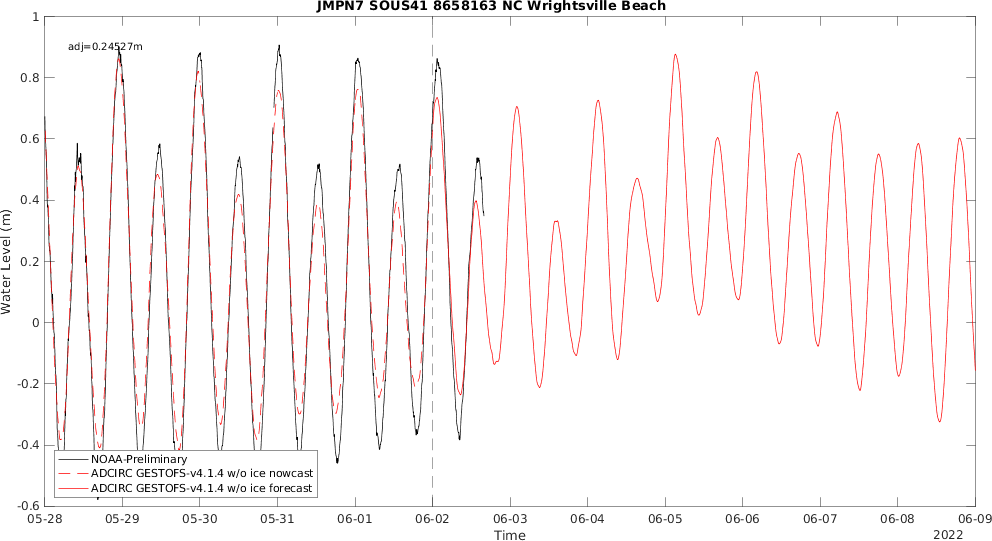 JMPN7 SOUS41 8658163 NC Wrightsville Beach
adj=0.24527m
Water Level (m)
1
0.8
0.6
0.4
0.2
0
-0.2
-0.4
-0.6
NOAA-Preliminary
ADCIRC GESTOFS-v4.1.4 w/o ice nowcast
ADCIRC GESTOFS-v4.1.4 w/o ice forecast
05-28 05-29 05-30 05-31 06-01 06-02 06-03 06-04 06-05 06-06 06-07 06-08 06-09
Time
2022